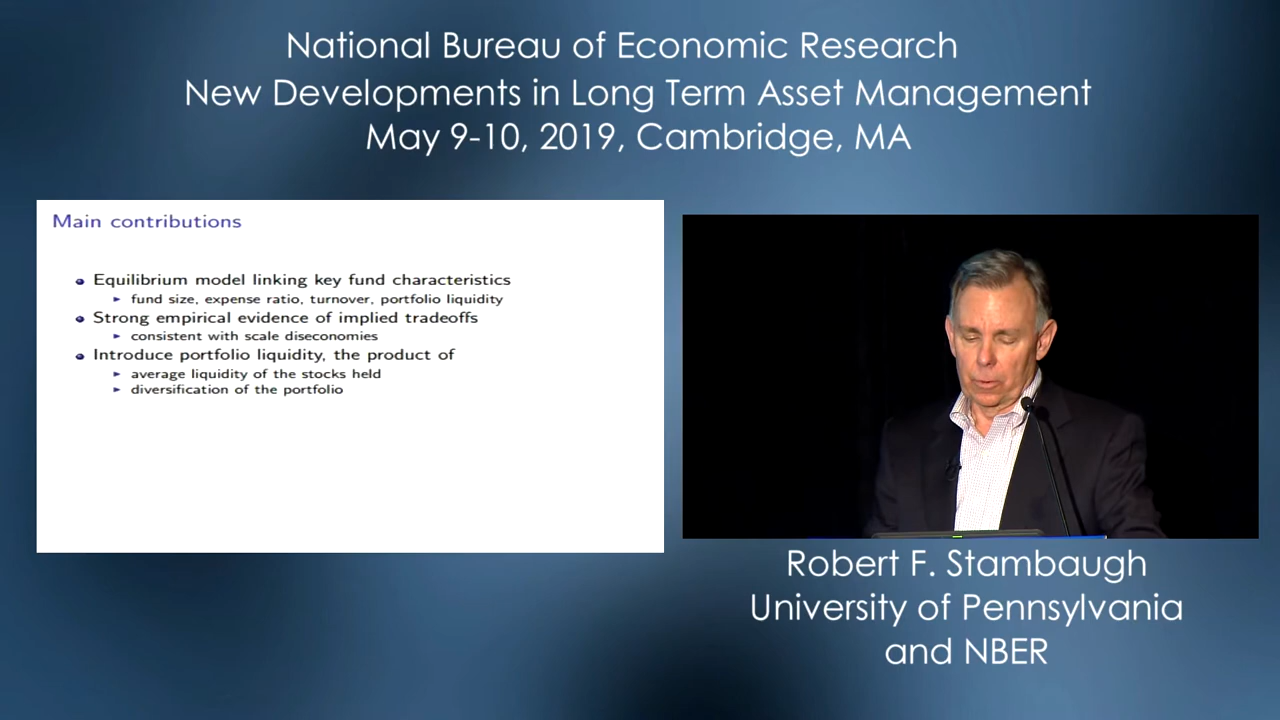 National Bureau of Economic Research
New Developments in Long Term Asset Management
May 9-10, 2019, Cambridge, MA
Main contributions
Equilibrium model linking key fund characteristics
fund size, expense ratio, turnover, portfolio liquidity
Strong empirical evidence of implied tradeoffs
consistent with scale diseconomies
Introduce portfolio liquidity, the product of
average liquidity of the stocks held
diversification of the portfolio
Robert F. Stambaugh
University of Pennsylvania
and NBER